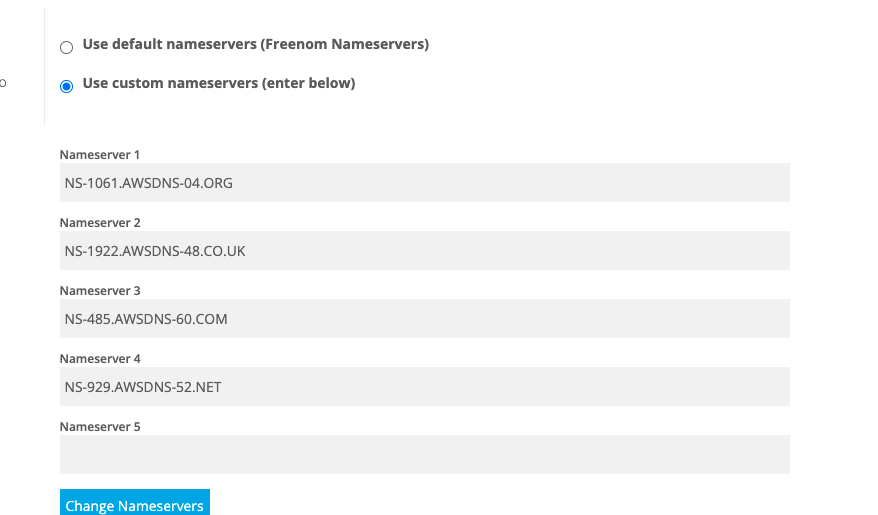 Use default nameservers (Freenom Nameservers)
Use custom nameservers (enter below)
o
Nameserver 1
NS-1061.AWSDNS-04.ORG
Nameserver 2
NS-1922.AWSDNS-48.CO.UK
Nameserver 3
NS-485.AWSDNS-60.COM
Nameserver 4
NS-929.AWSDNS-52.NET
Nameserver 5
Change Nameservers